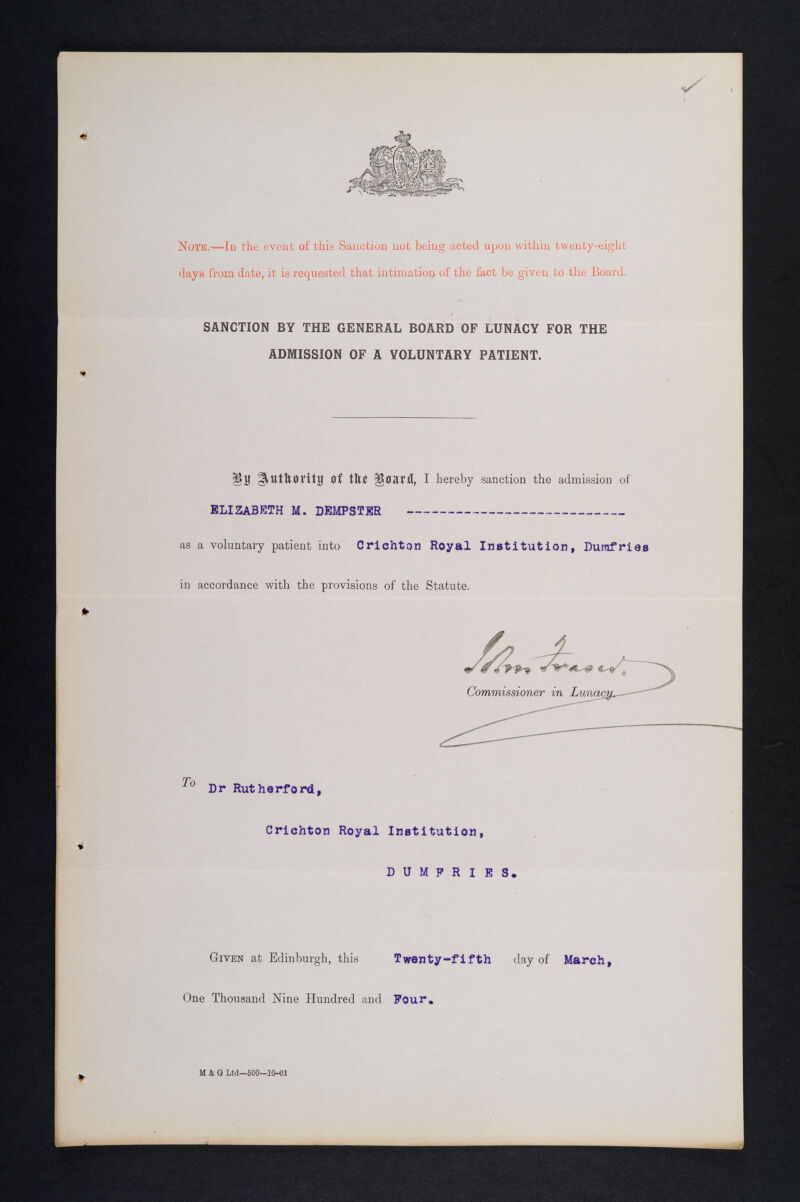 NOTE.—In the event of this Sanction not being acted upon within twenty-eight
days from date, it is requested that intimation of the fact be given to the Board.
SANCTION BY THE GENERAL BOARD OF LUNACY FOR THE
ADMISSION OF A VOLUNTARY PATIENT.
By Authority of the Board, I hereby sanction the admission of
ELIZABETH M. DEMPSTER ---------------------------
as a voluntary patient into Crichton Royal Institution, Dumfries
in accordance with the provisions of the Statute.
John Fraser.
Commissioner in Lunacy.
To Dr Rutherford,
Crichton Royal Institution,
D U M F R I E S.
GIVEN at Edinburgh, this Twenty-fifth day of March,
One Thousand Nine Hundred and Four.
M & G Ltd—500—10-01